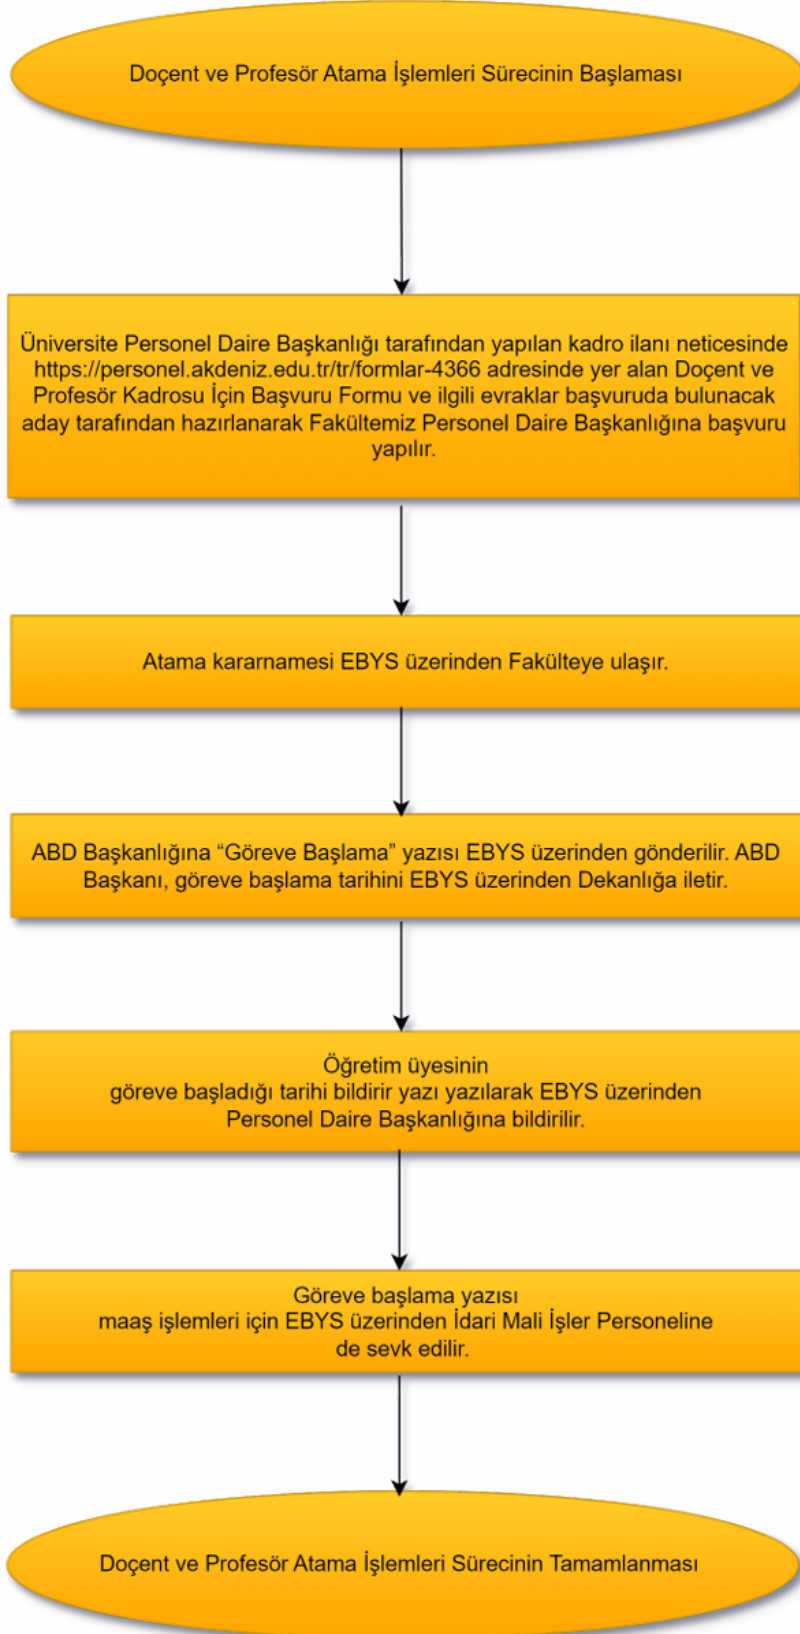 Doçent ve Profesör Atama İşlemleri Sürecinin Başlaması
Üniversite Personel Daire Başkanlığı tarafından yapılan kadro ilanı neticesinde
https://personel.akdeniz.edu.tr/tr/formlar-4366 adresinde yer alan Doçent ve
Profesör Kadrosu İçin Başvuru Formu ve ilgili evraklar başvuruda bulunacak
aday tarafından hazırlanarak Fakültemiz Personel Daire Başkanlığına başvuru
yapılır.
Atama kararnamesi EBYS üzerinden Fakülteye ulaşır.
ABD Başkanlığına “Göreve Başlama” yazısı EBYS üzerinden gönderilir. ABD
Başkanı, göreve başlama tarihini EBYS üzerinden Dekanlığa iletir.
Öğretim üyesinin
göreve başladığı tarihi bildirir yazı yazılarak EBYS üzerinden
Personel Daire Başkanlığına bildirilir.
Göreve başlama yazısı
maaş işlemleri için EBYS üzerinden İdari Mali İşler Personeline
de sevk edilir.
Doçent ve Profesör Atama İşlemleri Sürecinin Tamamlanması